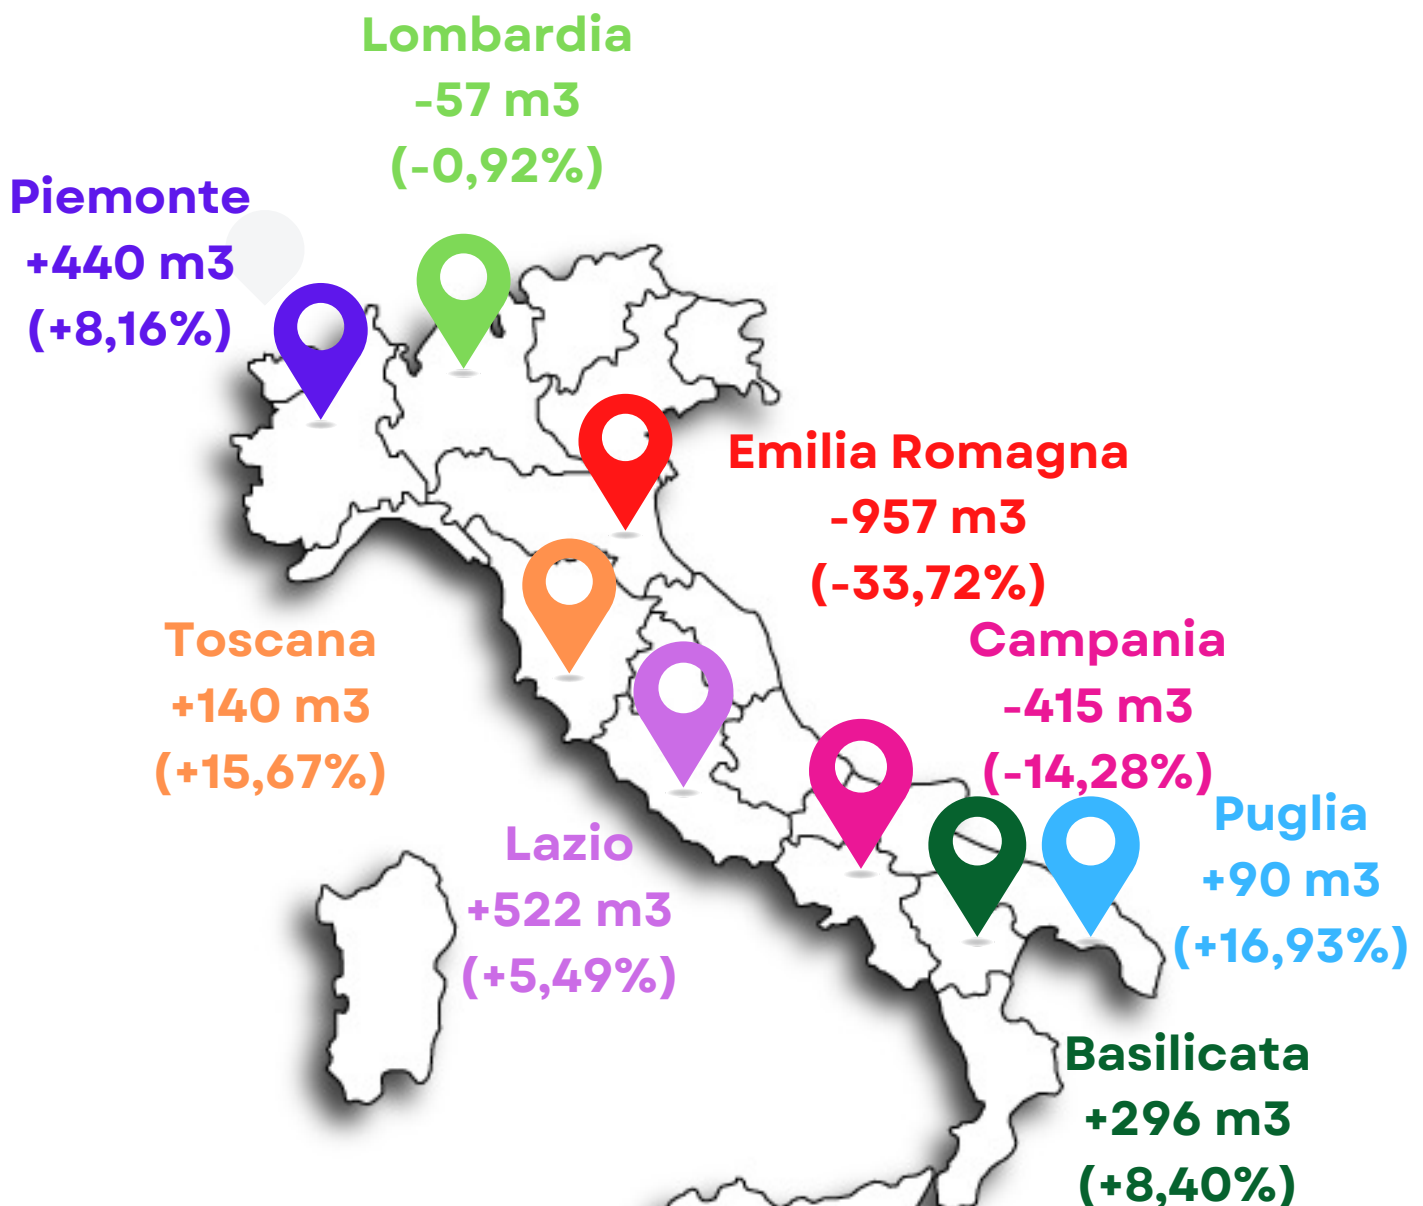 Lombardia
-57 m3
(-0,92%)
Piemonte
+440 m3
(+8,16%)
Emilia Romagna
-957 m3
(-33,72%)
Toscana
+140 m3
(+15,67%)
Campania
-415 m3
(-14,28%)
Puglia
+90 m3
(+16,93%)
Lazio
+522 m3
(+5,49%)
Basilicata
+296 m3
(+8,40%)